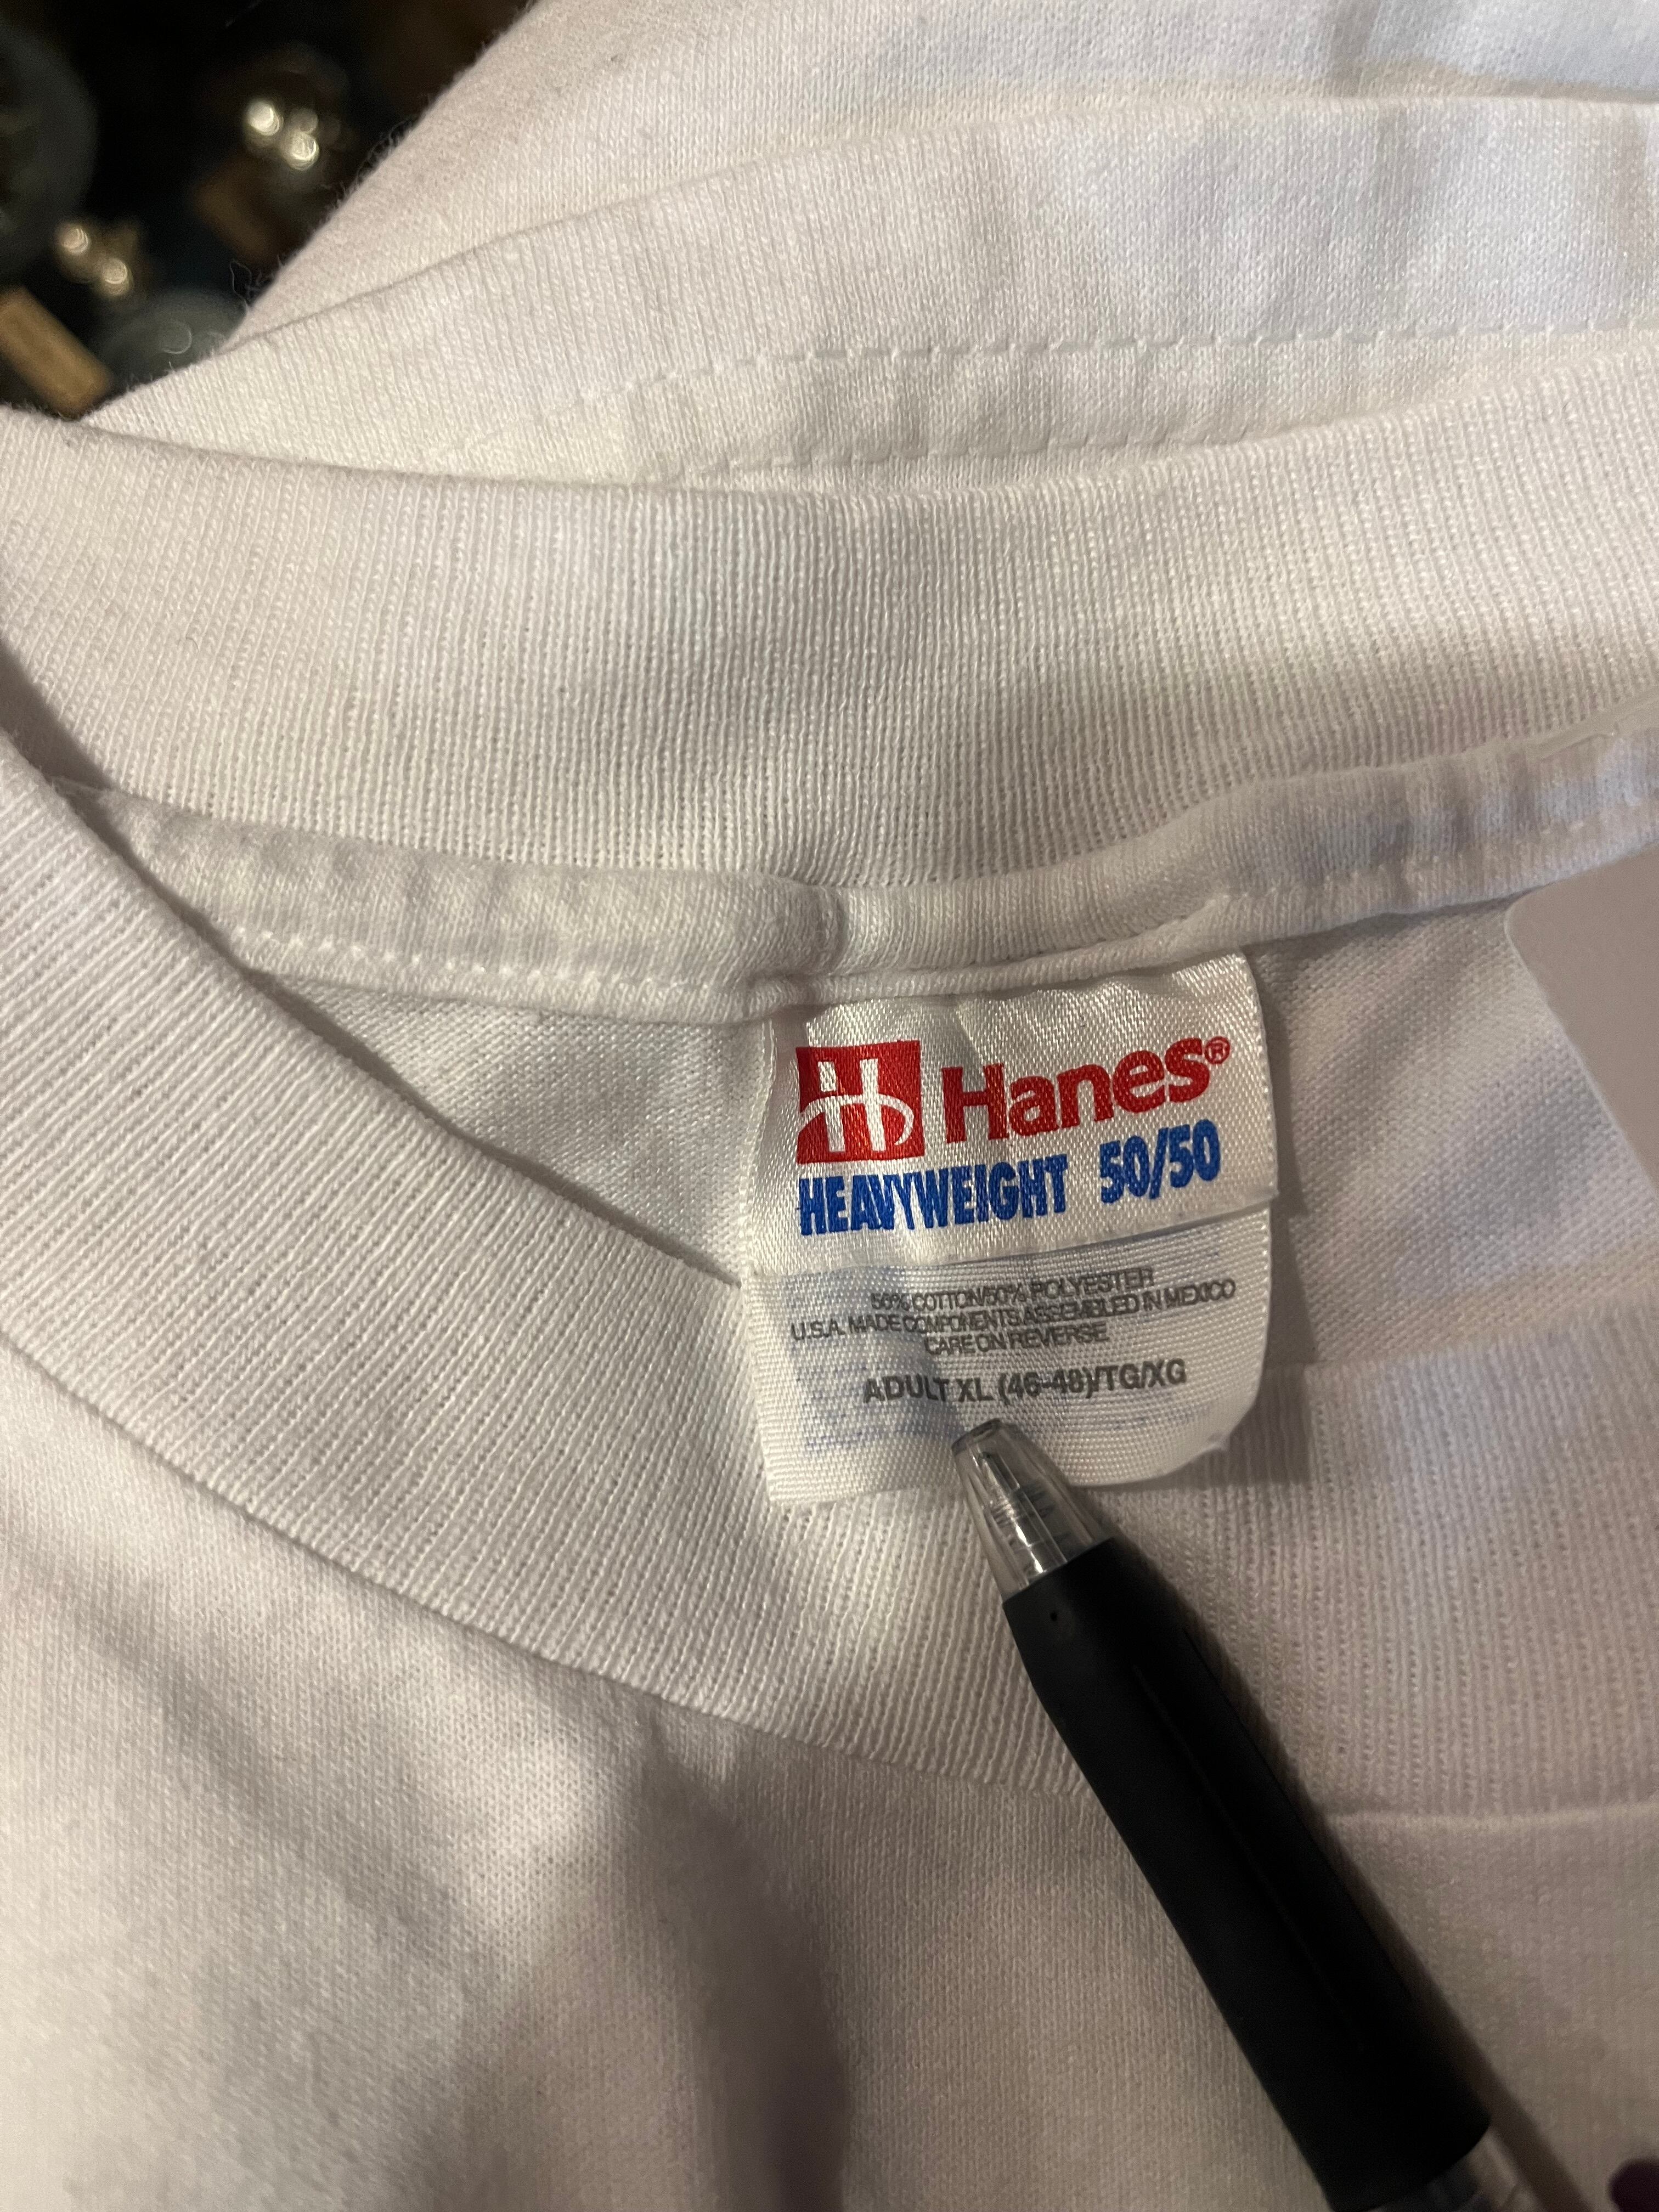 H Hanes®
HEAVYWEIGHT 50/50
50% COTTON/50% POLYESTER
U.S.A. MADE COMPONENTS ASSEMBLED IN MEXICO
CARE ON REVERSE
ADULT XL (46-48)/TG/XG